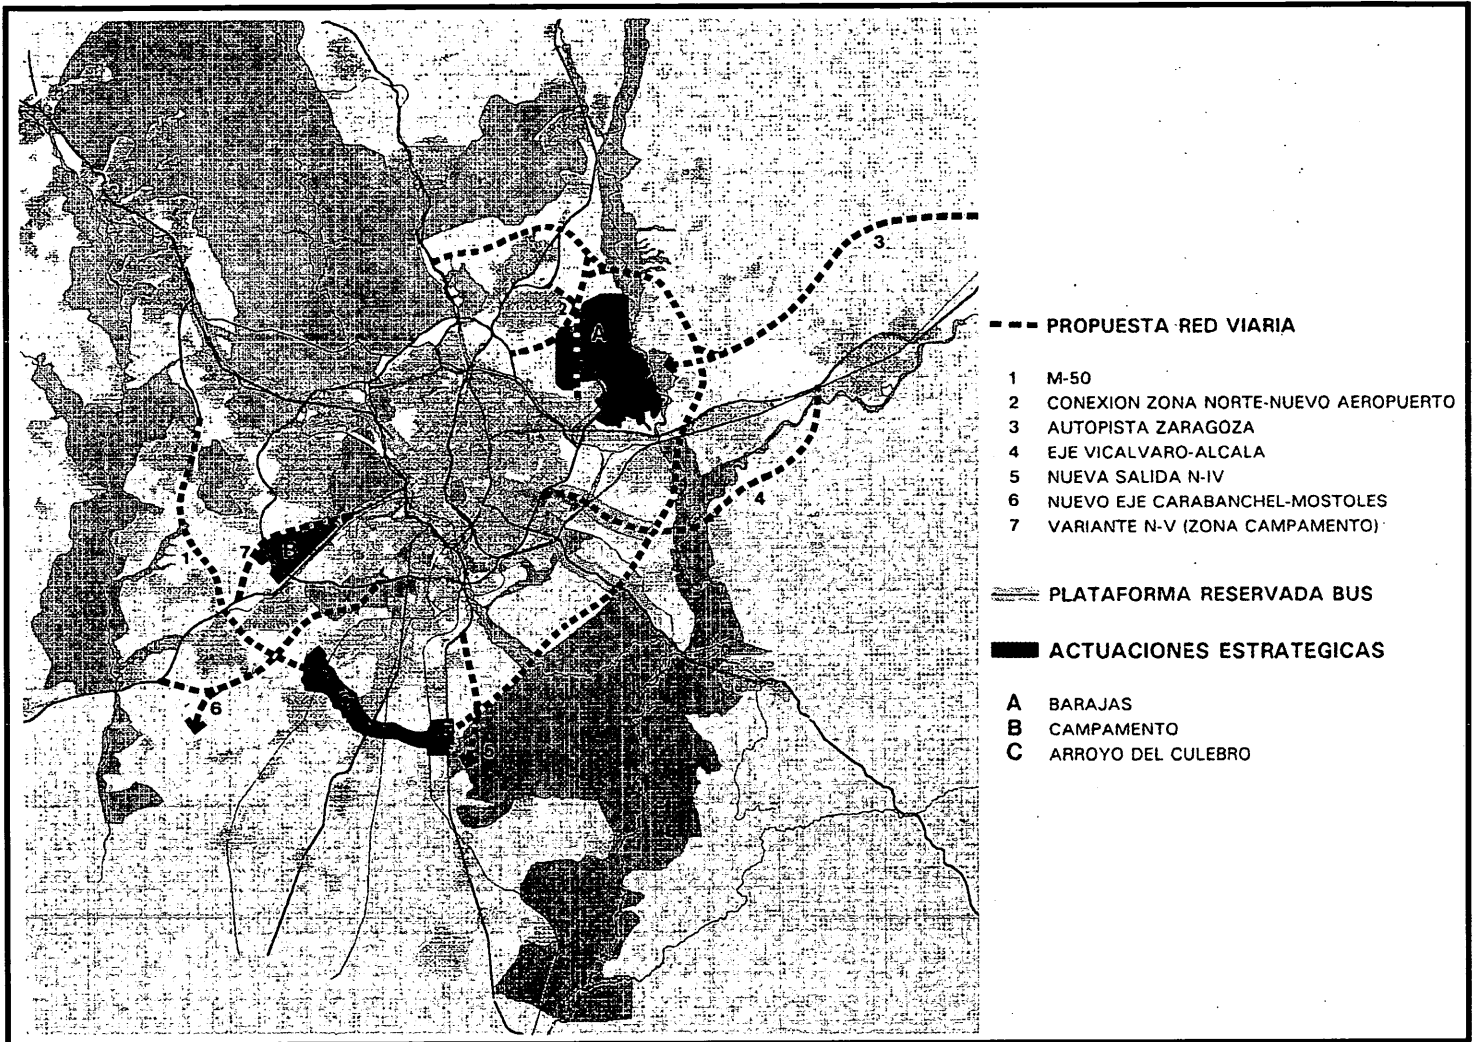 3
2
A
4
1
7
B
6
5
PROPUESTA RED VIARIA
1 M-50
2 CONEXION ZONA NORTE-NUEVO AEROPUERTO
3 AUTOPISTA ZARAGOZA
4 EJE VICALVARO-ALCALA
5 NUEVA SALIDA N-IV
6 NUEVO EJE CARABANCHEL-MOSTOLES
7 VARIANTE N-V (ZONA CAMPAMENTO)
PLATAFORMA RESERVADA BUS
ACTUACIONES ESTRATEGICAS
A BARAJAS
B CAMPAMENTO
C ARROYO DEL CULEBRO